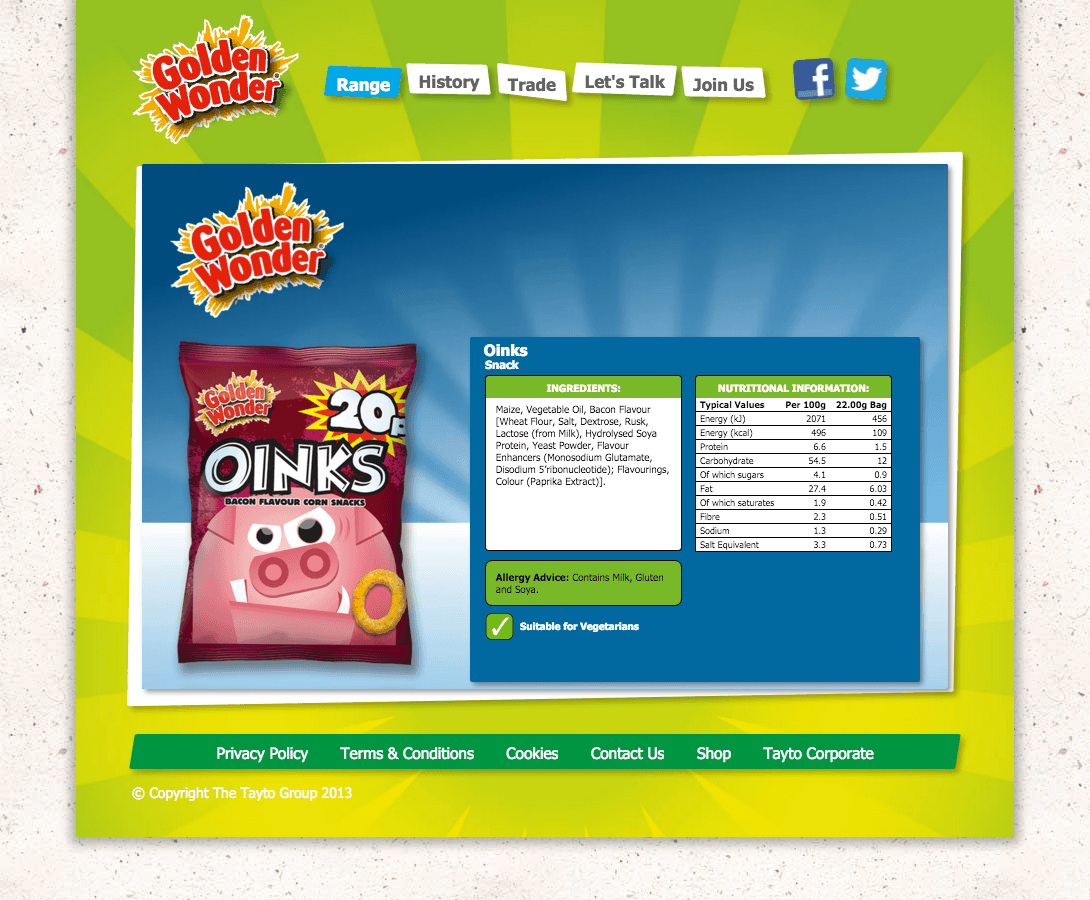 Golden Wonder®
Range
History
Trade
Let's Talk
Join Us
Golden Wonder®
Golden Wonder
20p
OINKS
BACON FLAVOUR CORN SNACKS
Oinks
Snack
INGREDIENTS:
Maize, Vegetable Oil, Bacon Flavour
[Wheat Flour, Salt, Dextrose, Rusk,
Lactose (from Milk), Hydrolysed Soya
Protein, Yeast Powder, Flavour
Enhancers (Monosodium Glutamate,
Disodium 5'ribonucleotide); Flavourings,
Colour (Paprika Extract)].
Allergy Advice: Contains Milk, Gluten
and Soya.
Suitable for Vegetarians
NUTRITIONAL INFORMATION:
Typical Values Per 100g 22.00g Bag
Energy (kJ) 2071 456
Energy (kcal) 496 109
Protein 6.6 1.5
Carbohydrate 54.5 12
Of which sugars 4.1 0.9
Fat 27.4 6.03
Of which saturates 1.9 0.42
Fibre 2.3 0.51
Sodium 1.3 0.29
Salt Equivalent 3.3 0.73
Privacy Policy Terms & Conditions Cookies Contact Us Shop Tayto Corporate
© Copyright The Tayto Group 2013